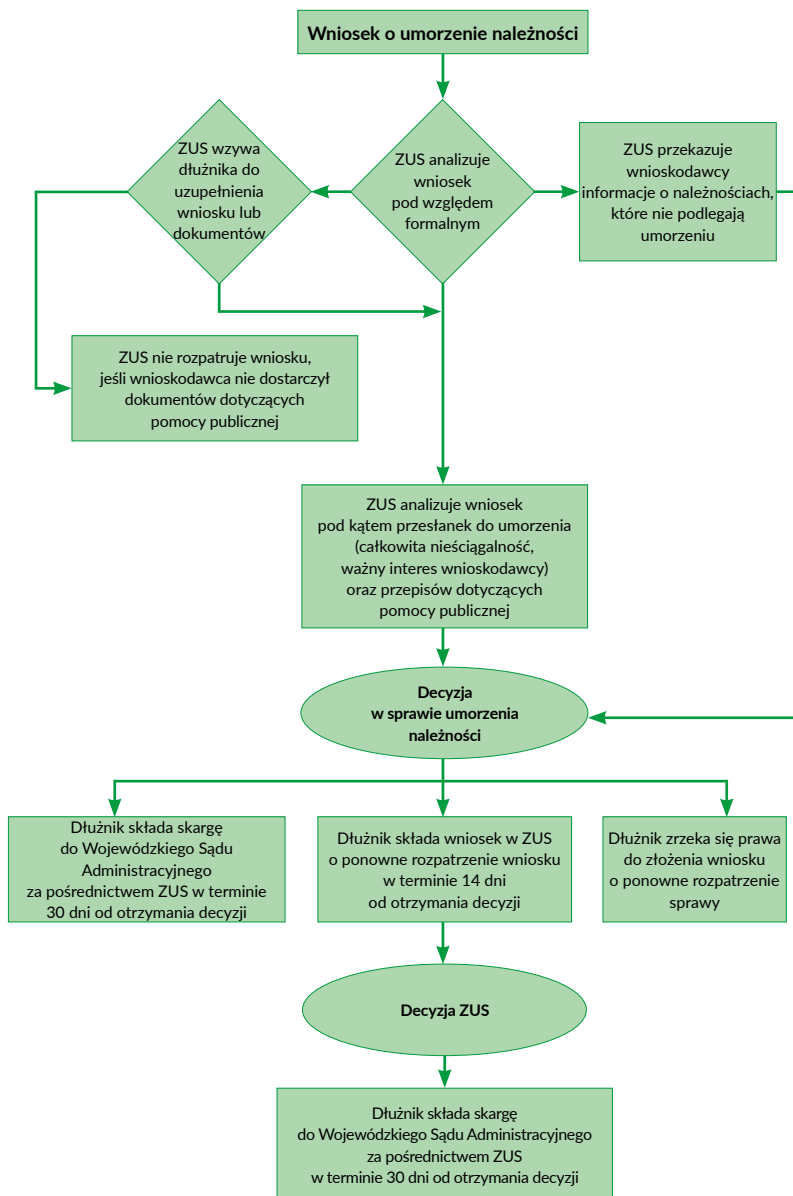 Wniosek o umorzenie należności
ZUS wzywa
dłużnika do
uzupełnienia
wniosku lub
dokumentów
ZUS analizuje
wniosek
pod względem
formalnym
ZUS przekazuje
wnioskodawcy
informacje o należnościach,
które nie podlegają
umorzeniu
ZUS nie rozpatruje wniosku,
jeśli wnioskodawca nie dostarczył
dokumentów dotyczących
pomocy publicznej
ZUS analizuje wniosek
pod kątem przesłanek do umorzenia
(całkowita nieściągalność,
ważny interes wnioskodawcy)
oraz przepisów dotyczących
pomocy publicznej
Decyzja
w sprawie umorzenia
należności
Dłużnik składa skargę
do Wojewódzkiego Sądu
Administracyjnego
za pośrednictwem ZUS w terminie
30 dni od otrzymania decyzji
Dłużnik składa wniosek w ZUS
o ponowne rozpatrzenie wniosku
w terminie 14 dni
od otrzymania decyzji
Dłużnik zrzeka się prawa
do złożenia wniosku
o ponowne rozpatrzenie
sprawy
Decyzja ZUS
Dłużnik składa skargę
do Wojewódzkiego Sądu Administracyjnego
za pośrednictwem ZUS
w terminie 30 dni od otrzymania decyzji